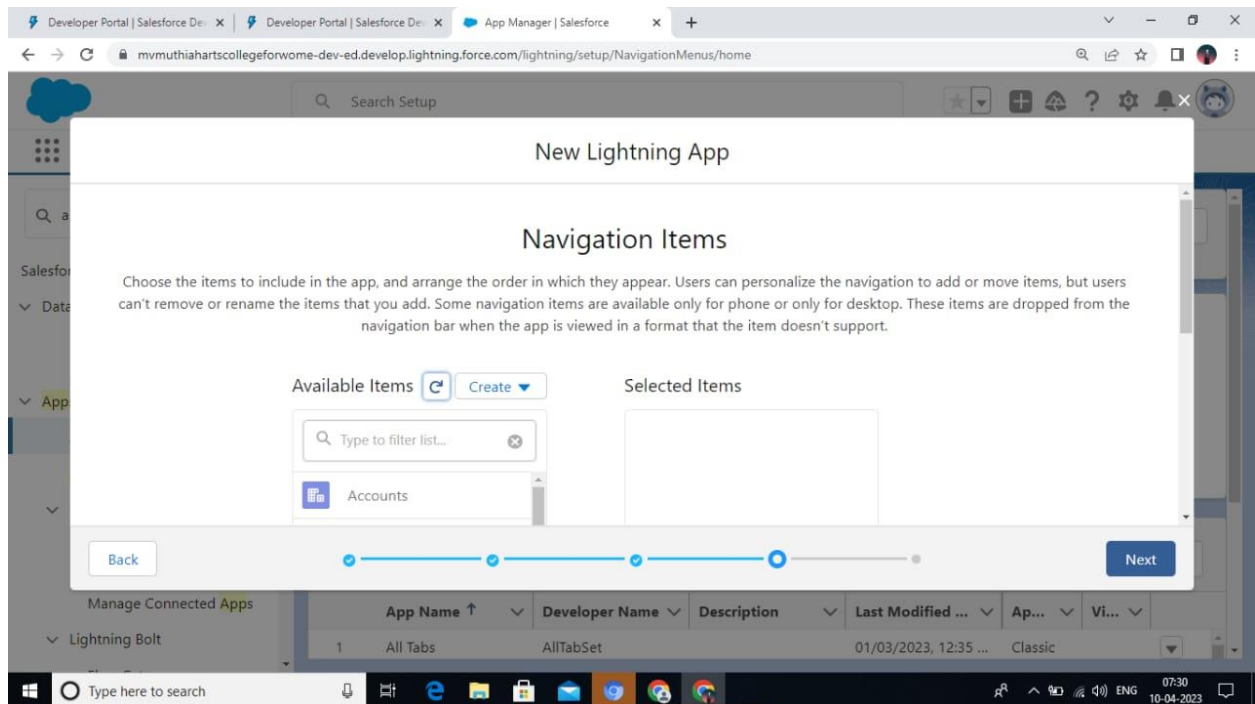 Developer Portal | Salesforce De
Developer Portal | Salesforce De
App Manager | Salesforce
mvmuthiahartscollegeforwome-dev-ed.develop.lightning.force.com/lightning/setup/NavigationMenus/home
Search Setup
New Lightning App
Navigation Items
Choose the items to include in the app, and arrange the order in which they appear. Users can personalize the navigation to add or move items, but users
can't remove or rename the items that you add. Some navigation items are available only for phone or only for desktop. These items are dropped from the
navigation bar when the app is viewed in a format that the item doesn't support.
a
Salesfor
Data
App
Available Items
Create
Selected Items
Type to filter list...
Accounts
Back
Next
Manage Connected Apps
Lightning Bolt
App Name
Developer Name
Description
Last Modified ...
Ap...
Vi...
1
All Tabs
AllTabSet
01/03/2023, 12:35 ...
Classic
Type here to search
ENG
07:30
10-04-2023